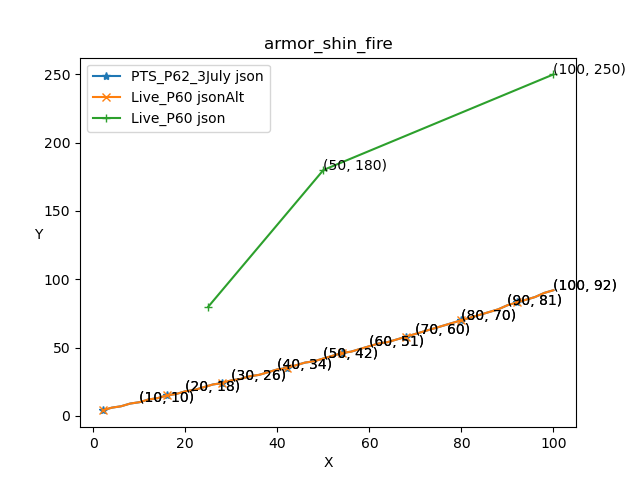 armor_shin_fire
PTS_P62_3July json
Live_P60 jsonAlt
Live_P60 json
(100, 250)
250
200
(50, 180)
150
Y
100
(100, 92)
(90, 81)
(80, 70)
(70, 60)
(60, 51)
50
(50, 42)
(40, 34)
(30, 26)
(20, 18)
(10, 10)
0
0 20 40 60 80 100
X